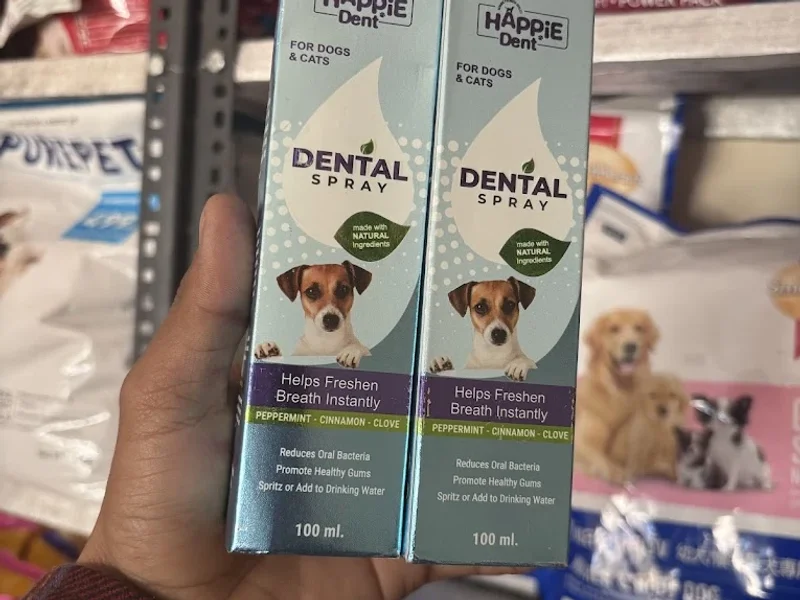 HAPPiE
Dent
FOR DOGS
& CATS
DENTAL
SPRAY
made with
NATURAL
Ingredients
Helps Freshen
Breath Instantly
PEPPERMINT - CINNAMON - CLOVE
Reduces Oral Bacteria
Promote Healthy Gums
Spritz or Add to Drinking Water
100 ml.
HAPPiE
Dent
FOR DOGS
& CATS
DENTAL
SPRAY
made with
NATURAL
Ingredients
Helps Freshen
Breath Instantly
PEPPERMINT - CINNAMON - CLOVE
Reduces Oral Bacteria
Promote Healthy Gums
Spritz or Add to Drinking Water
100 ml.
PUREPET
POWER PACK
DOG